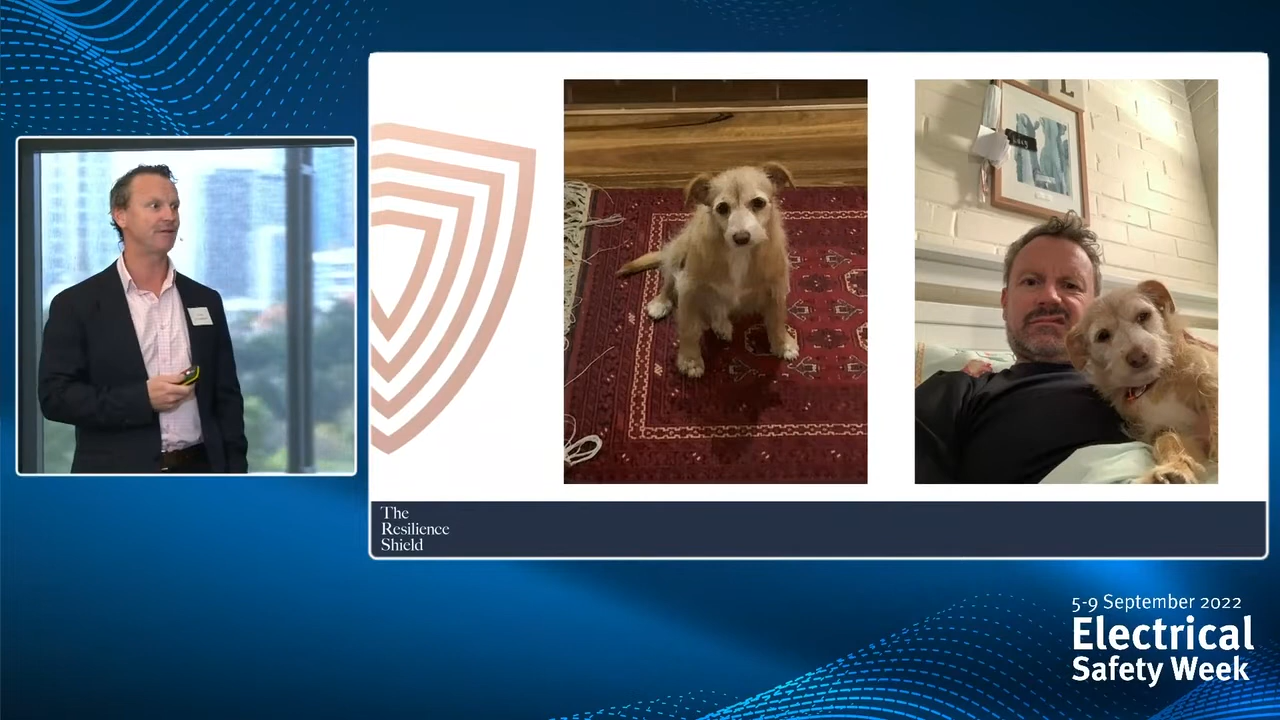 The
Resilience
Shield
5-9 September 2022
Electrical
Safety Week